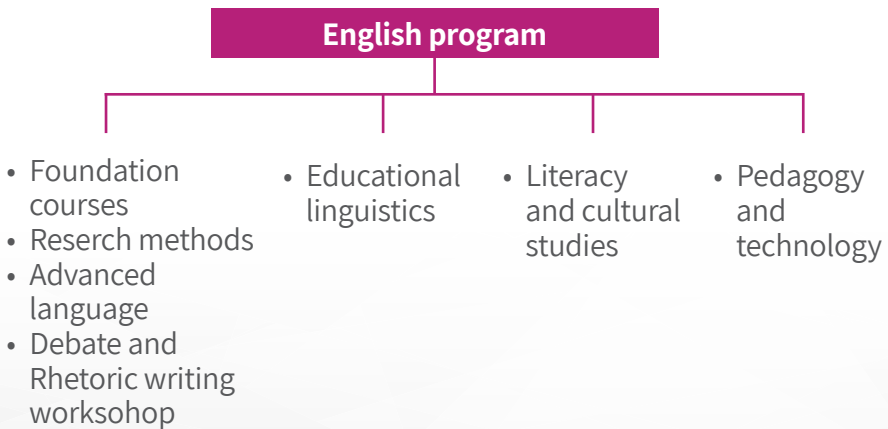 English program
• Foundation
courses
• Reserch methods
• Advanced
language
• Debate and
Rhetoric writing
worksohop
• Educational
linguistics
• Literacy
and cultural
studies
• Pedagogy
and
technology